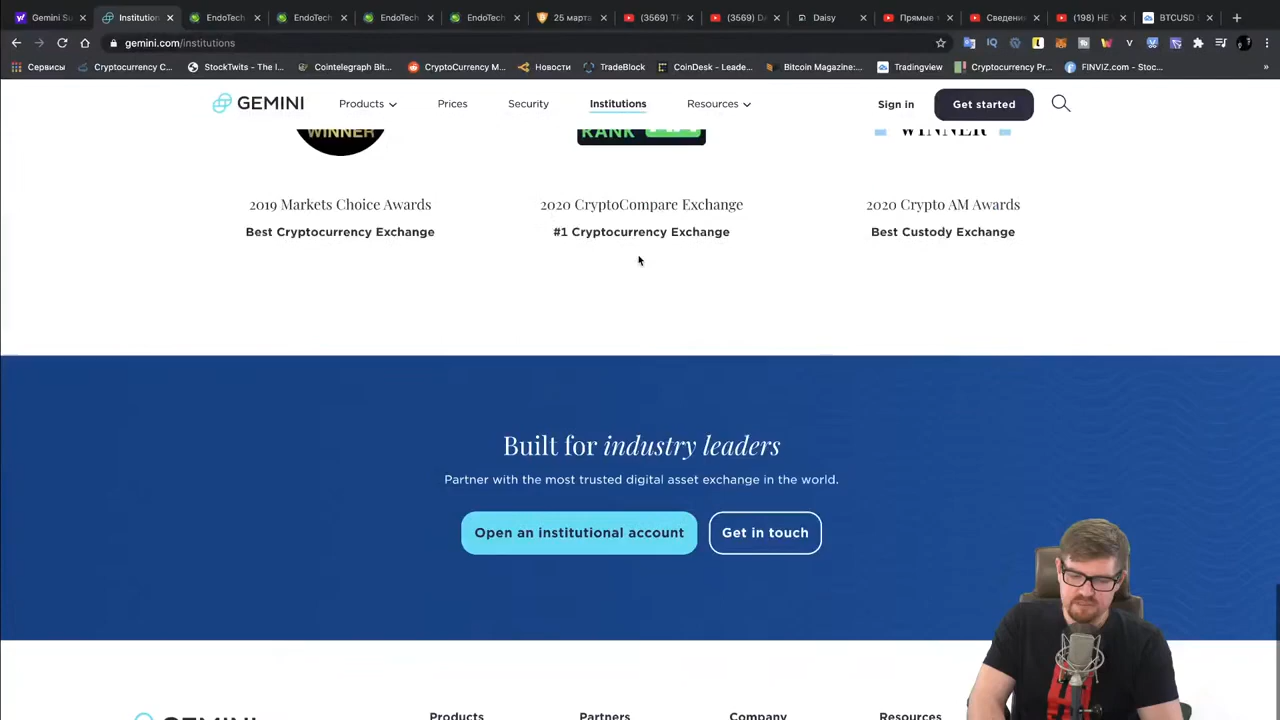 Gemini Su
Institution
EndoTech
EndoTech
EndoTech
EndoTech
25 марта
(3569)
(3569)
Daisy
Прямые
Сведени
(198) НЕ
BTCUSD
gemini.com/institutions
Сервисы
Cryptocurrency C...
StockTwits - The l...
Cointelegraph Bit...
CryptoCurrency M...
Новости
TradeBlock
CoinDesk - Leade...
Bitcoin Magazine:...
Tradingview
Cryptocurrency Pr...
FINVIZ.com - Stoc...
»
GEMINI
Products
Prices
Security
Institutions
Resources
Sign in
Get started
WINNER
RANK
WINNER
2019 Markets Choice Awards
Best Cryptocurrency Exchange
2020 CryptoCompare Exchange
#1 Cryptocurrency Exchange
2020 Crypto AM Awards
Best Custody Exchange
Built for industry leaders
Partner with the most trusted digital asset exchange in the world.
Open an institutional account
Get in touch
GEMINI
Products
Partners
Company
Resources